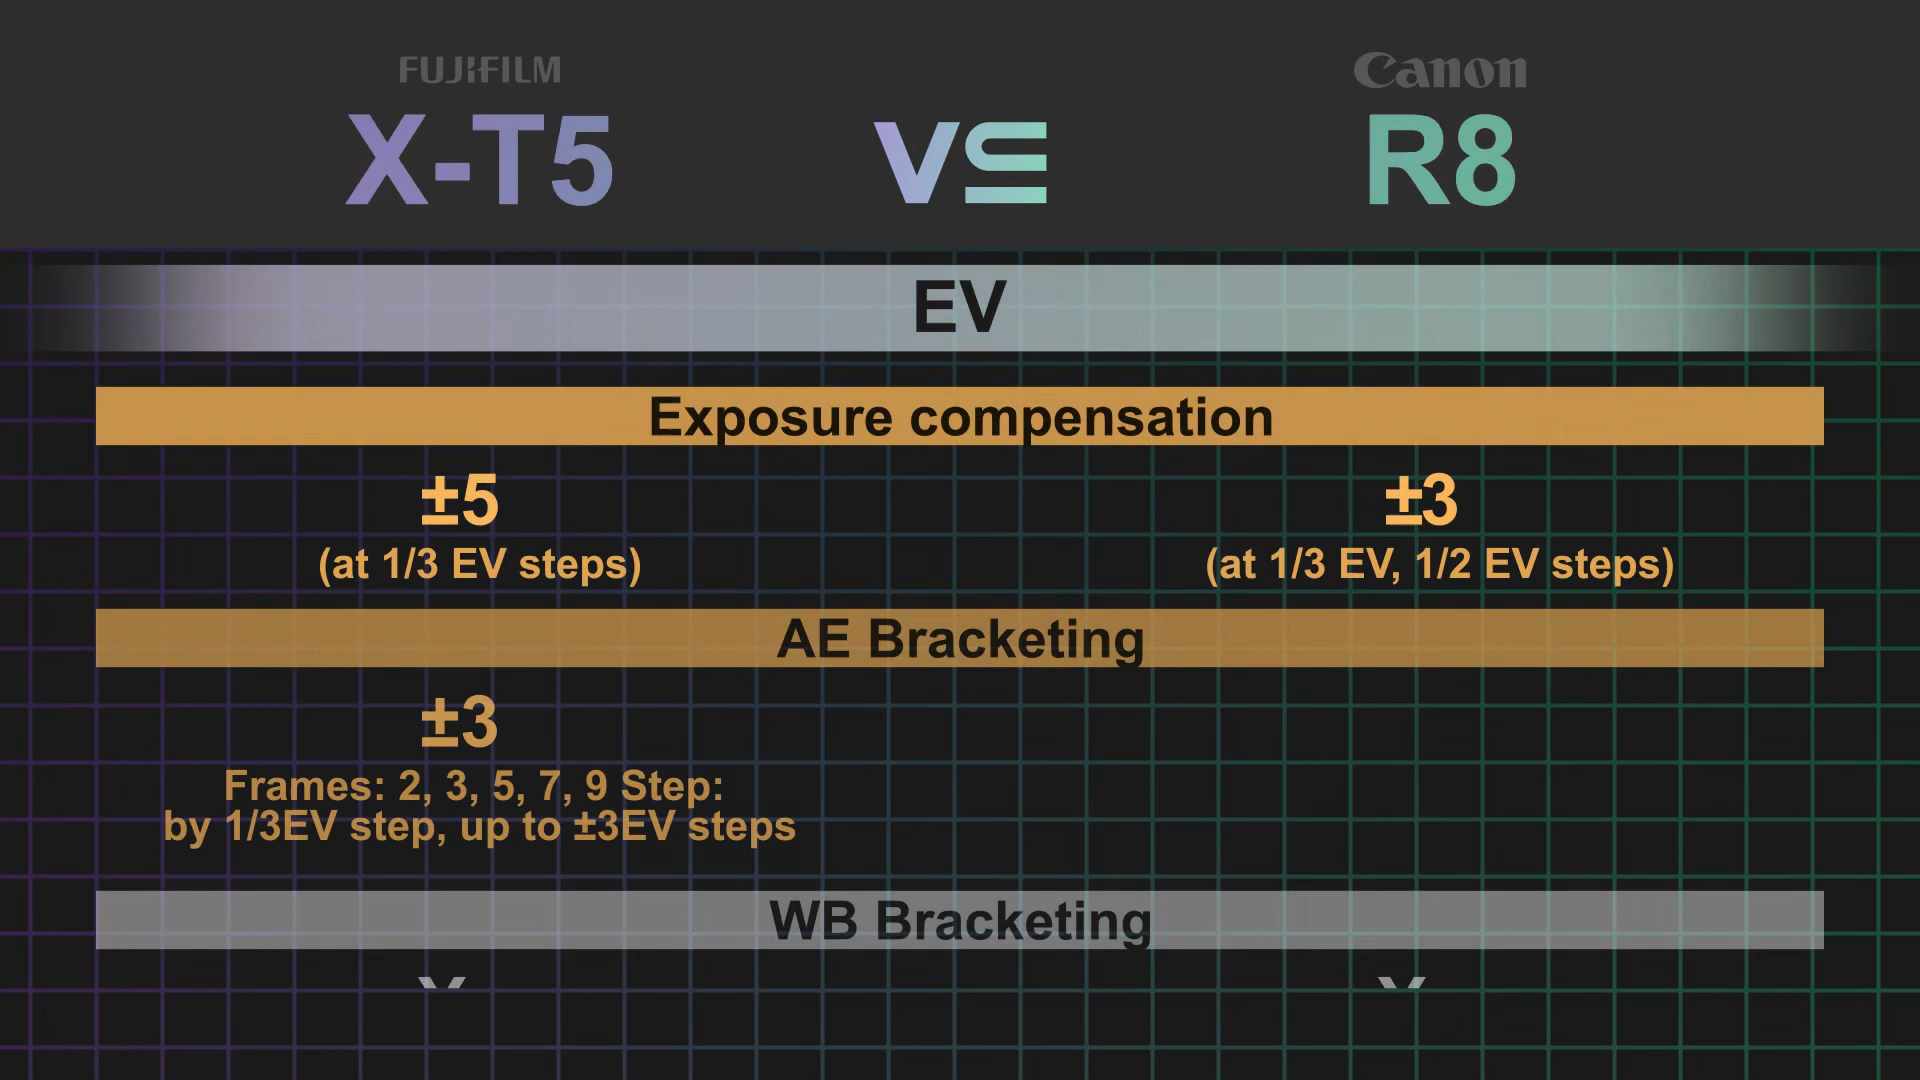 FUJIFILM
Canon
X-T5
VS
R8
EV
Exposure compensation
±5
±3
(at 1/3 EV steps)
(at 1/3 EV, 1/2 EV steps)
AE Bracketing
±3
Frames: 2, 3, 5, 7, 9 Step:
by 1/3EV step, up to ±3EV steps
WB Bracketing